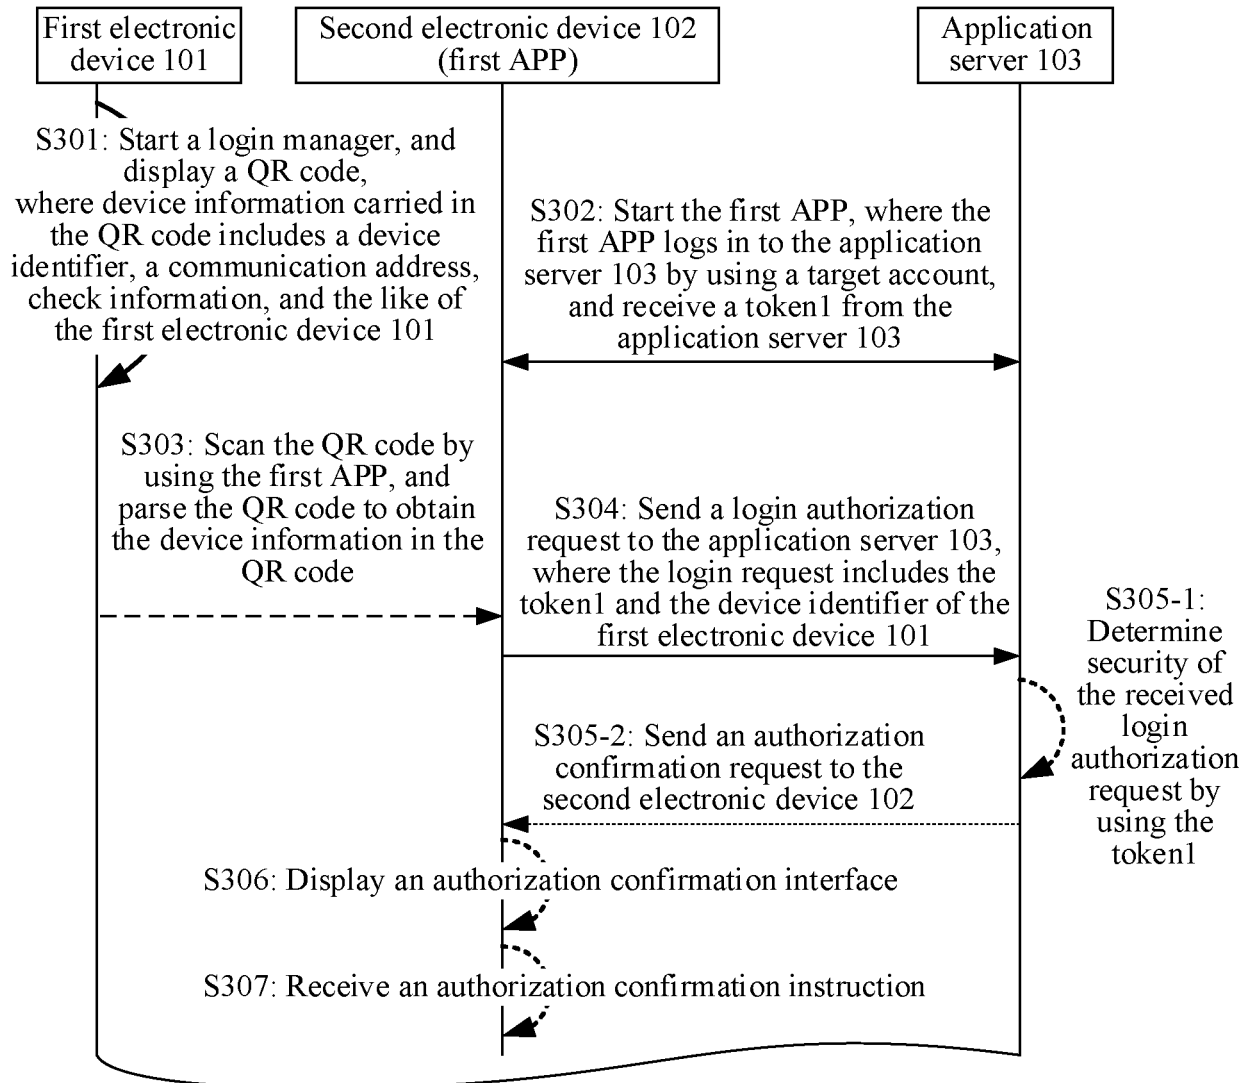 First electronic
device 101
Second electronic device 102
(first APP)
Application
server 103
S301: Start a login manager, and
display a QR code,
where device information carried in
the QR code includes a device
identifier, a communication address,
check information, and the like of
the first electronic device 101
S302: Start the first APP, where the
first APP logs in to the application
server 103 by using a target account,
and receive a token1 from the
application server 103
S303: Scan the QR code by
using the first APP, and
parse the QR code to obtain
the device information in the
QR code
S304: Send a login authorization
request to the application server 103,
where the login request includes the
token1 and the device identifier of the
first electronic device 101
S305-1:
Determine
security of
the received
login
authorization
request by
using the
token1
S305-2: Send an authorization
confirmation request to the
second electronic device 102
S306: Display an authorization confirmation interface
S307: Receive an authorization confirmation instruction